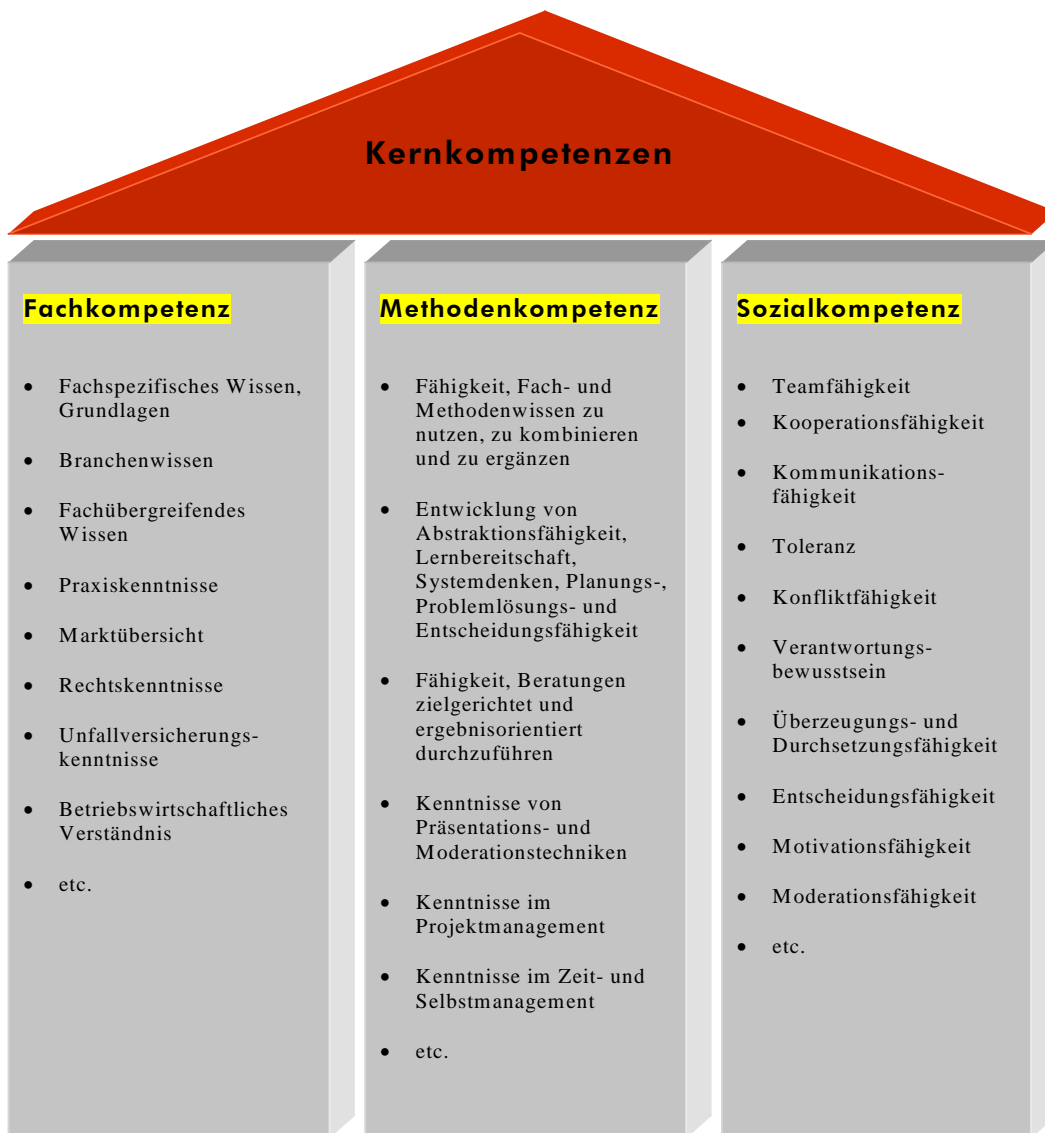 Kernkompetenzen
Fachkompetenz
• Fachspezifisches Wissen,
Grundlagen
• Branchenwissen
• Fachübergreifendes
Wissen
• Praxiskenntnisse
• Marktübersicht
• Rechtskenntnisse
• Unfallversicherungs-
kenntnisse
• Betriebswirtschaftliches
Verständnis
• etc.
Methodenkompetenz
• Fähigkeit, Fach- und
Methodenwissen zu
nutzen, zu kombinieren
und zu ergänzen
• Entwicklung von
Abstraktionsfähigkeit,
Lernbereitschaft,
Systemdenken, Planungs-,
Problemlösungs- und
Entscheidungsfähigkeit
• Fähigkeit, Beratungen
zielgerichtet und
ergebnisorientiert
durchzuführen
• Kenntnisse von
Präsentations- und
Moderationstechniken
• Kenntnisse im
Projektmanagement
• Kenntnisse im Zeit- und
Selbstmanagement
• etc.
Sozialkompetenz
• Teamfähigkeit
• Kooperationsfähigkeit
• Kommunikations-
fähigkeit
• Toleranz
• Konfliktfähigkeit
• Verantwortungs-
bewusstsein
• Überzeugungs- und
Durchsetzungsfähigkeit
• Entscheidungsfähigkeit
• Motivationsfähigkeit
• Moderationsfähigkeit
• etc.